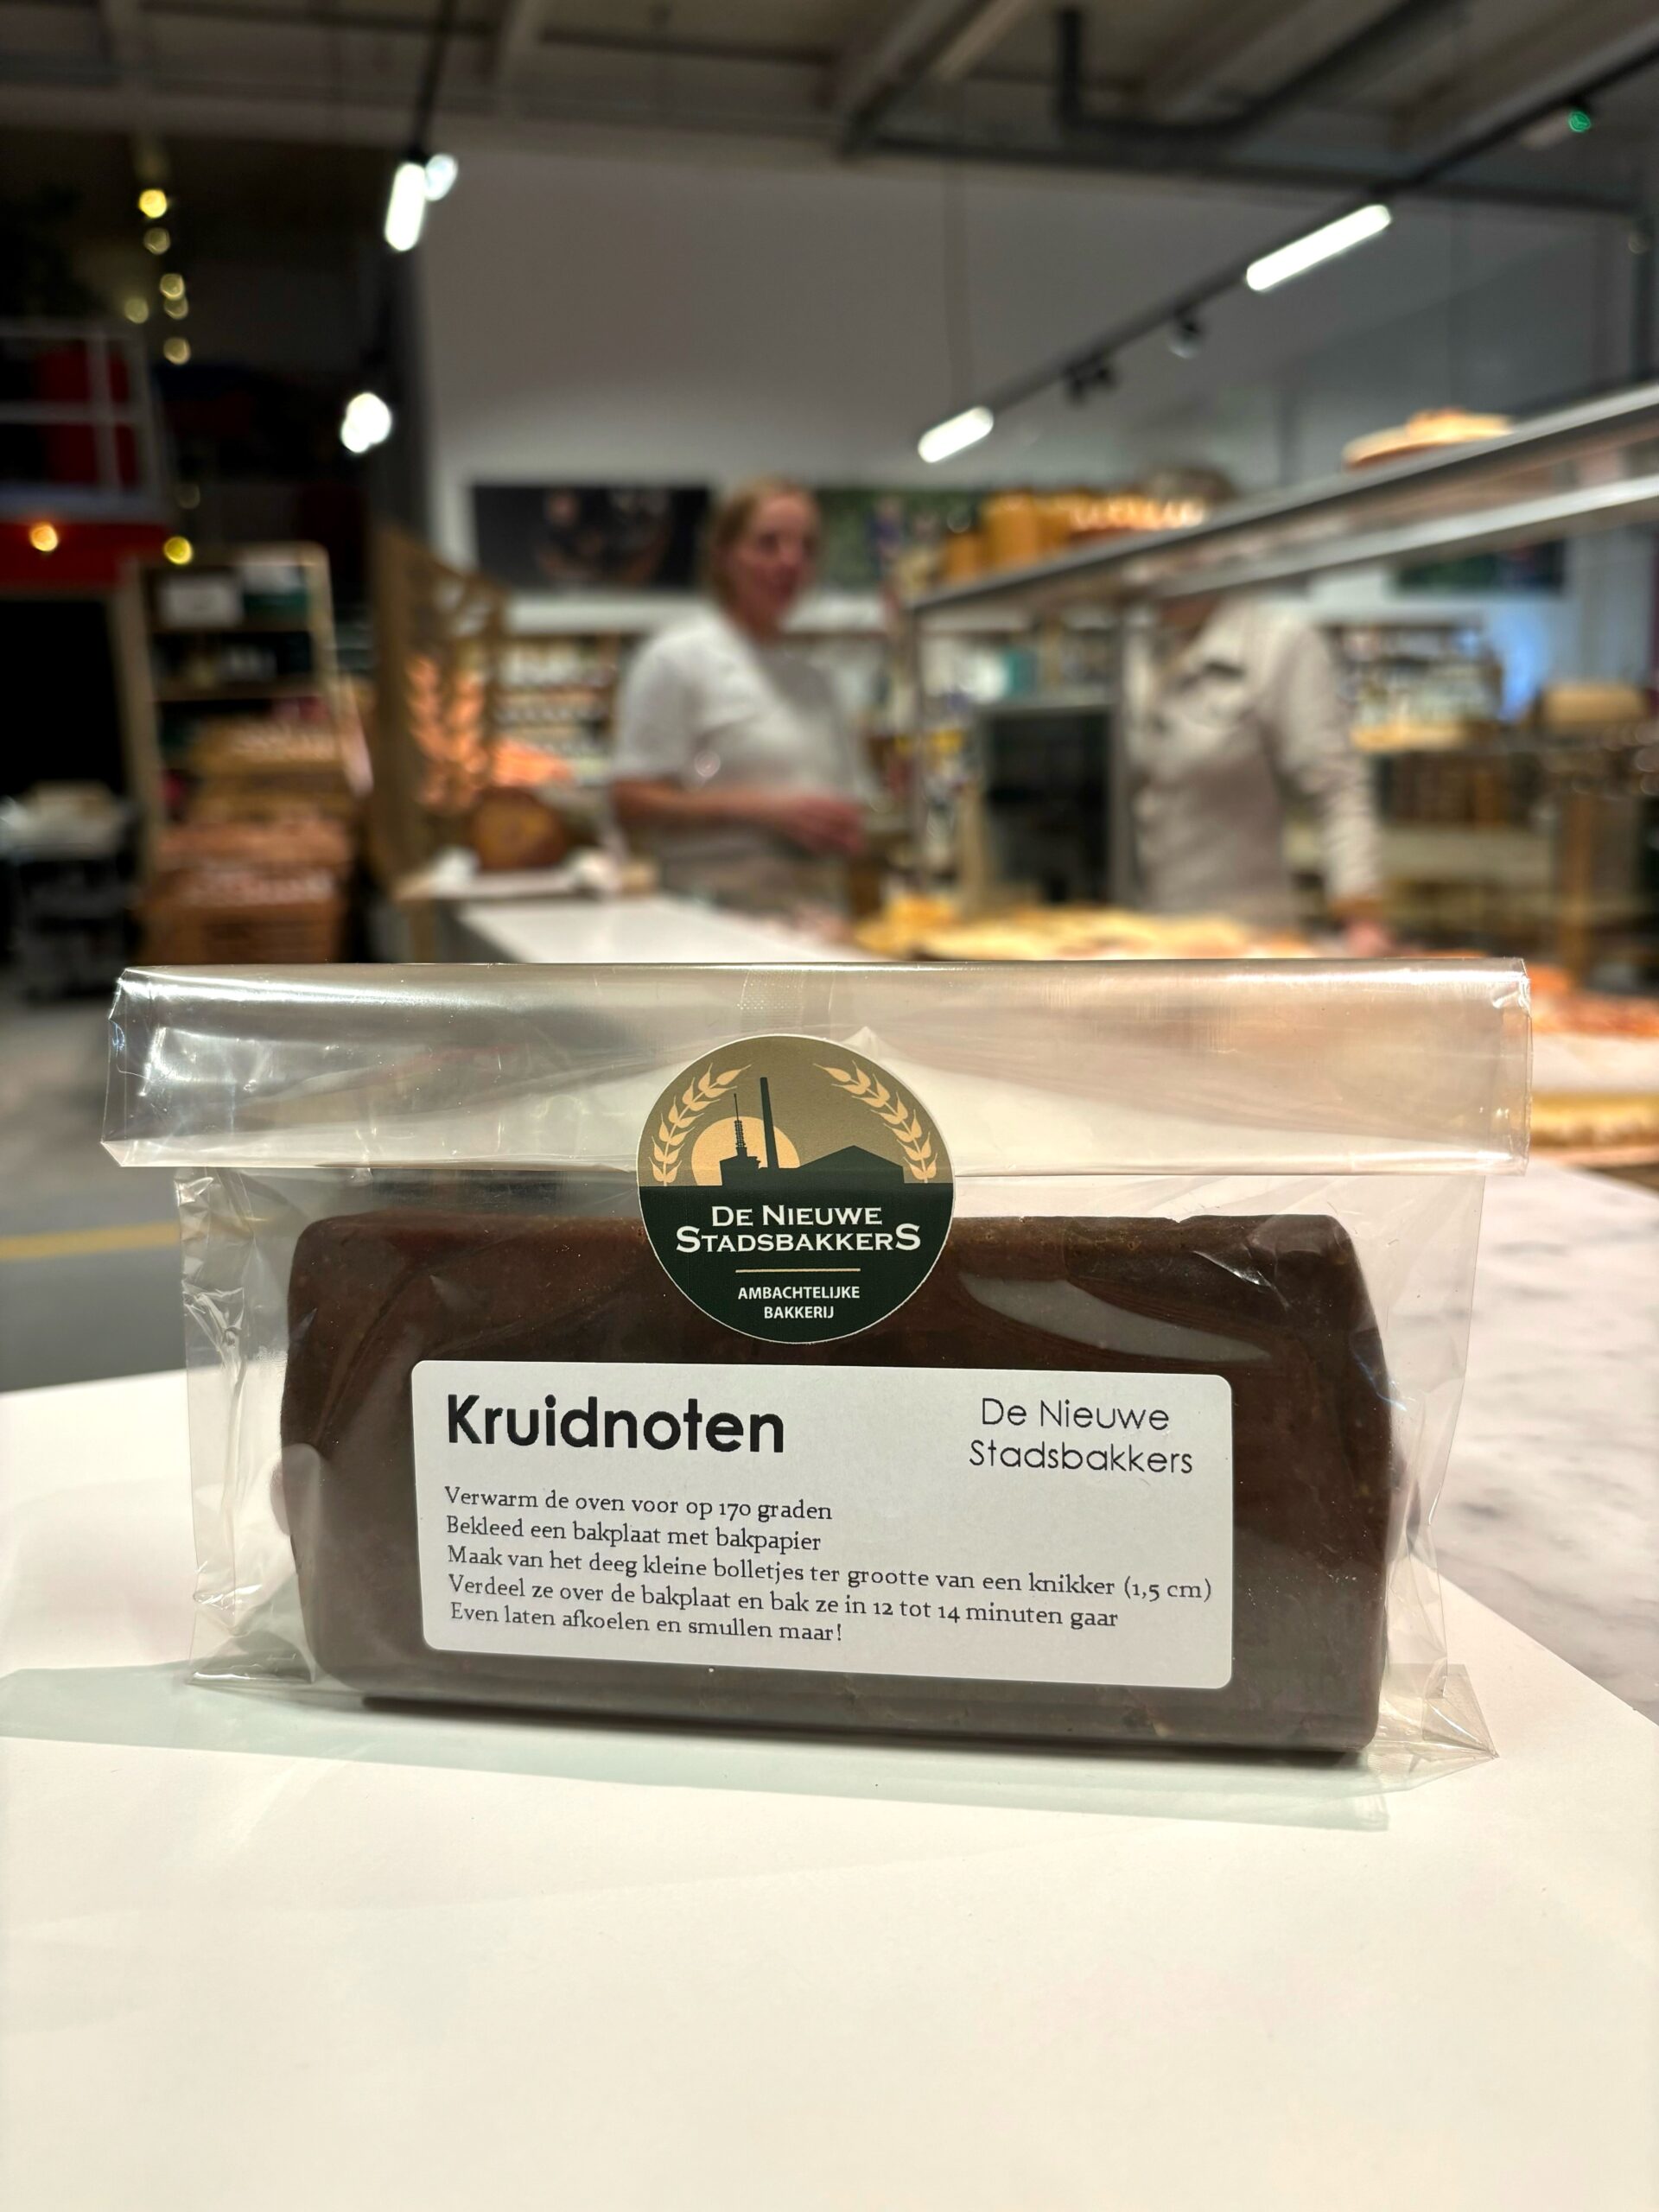 DE NIEUWE
STADSBAKKERS
AMBACHTELIJKE
BAKKERIJ
Kruidnoten
De Nieuwe
Stadsbakkers
Verwarm de oven voor op 170 graden
Bekleed een bakplaat met bakpapier
Maak van het deeg kleine bolletjes ter grootte van een knikker (1,5 cm)
Verdeel ze over de bakplaat en bak ze in 12 tot 14 minuten gaar
Even laten afkoelen en smullen maar!